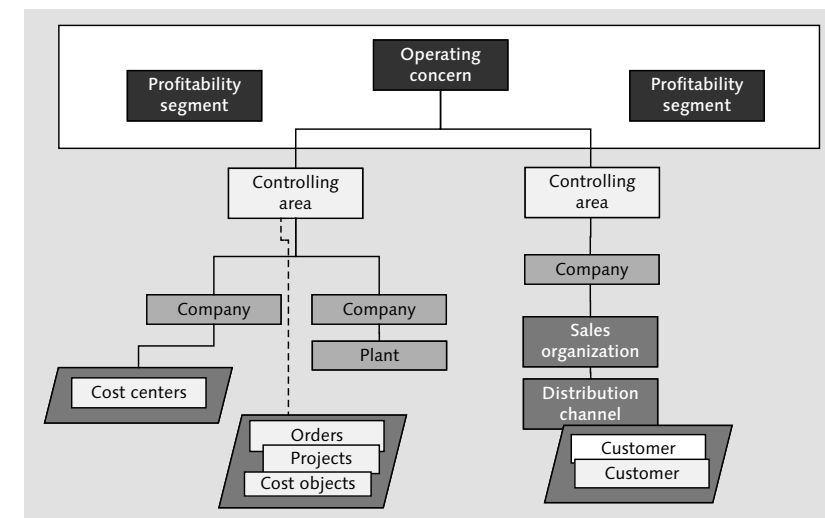 Operating
concern
Profitability
segment
Profitability
segment
Controlling
area
Controlling
area
Company
Company
Company
Sales
organization
Plant
Cost centers
Distribution
channel
Orders
Projects
Cost objects
Customer
Customer